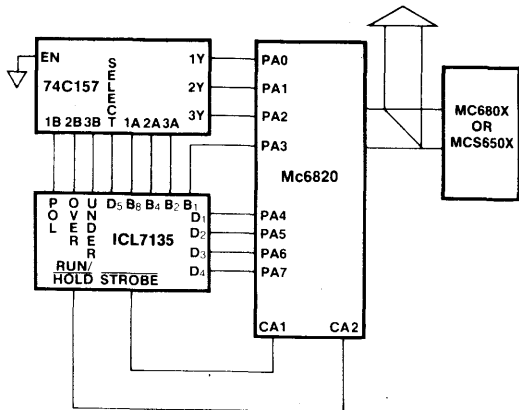 EN
SELECT
1Y
74C157
2Y
3Y
1B 2B 3B 1A 2A 3A
PA0
PA1
PA2
PA3
Mc6820
PA4
PA5
PA6
PA7
CA1 CA2
MC680X
OR
MCS650X
POL
OVER
UNDER
D5 B8 B4 B2 B1
D1
ICL7135
D2
D3
D4
RUN/
HOLD STROBE